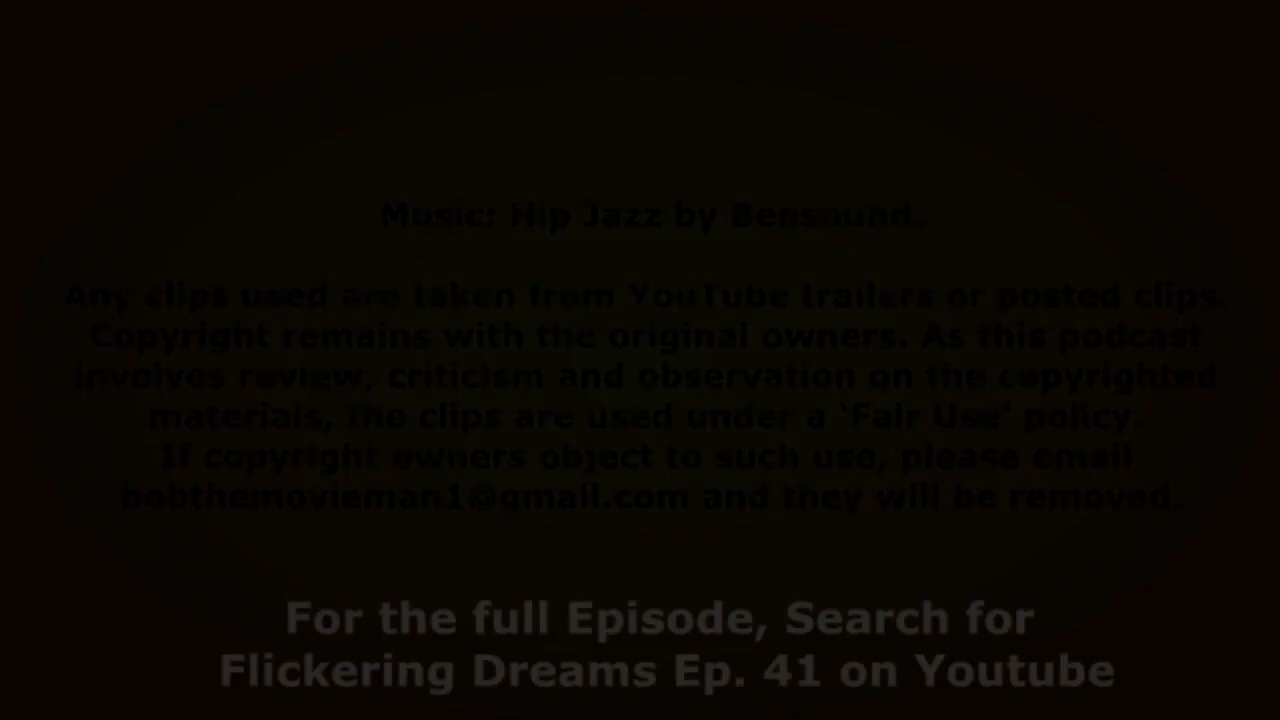 Music: Hip Jazz by Bensound.
Any clips used are taken from YouTube trailers or posted clips.
Copyright remains with the original owners. As this podcast
involves review, criticism and observation on the copyrighted
materials, the clips are used under a ‘Fair Use’ policy.
If copyright owners object to such use, please email
bobthemovieman1@gmail.com and they will be removed.
For the full Episode, Search for
Flickering Dreams Ep. 41 on Youtube